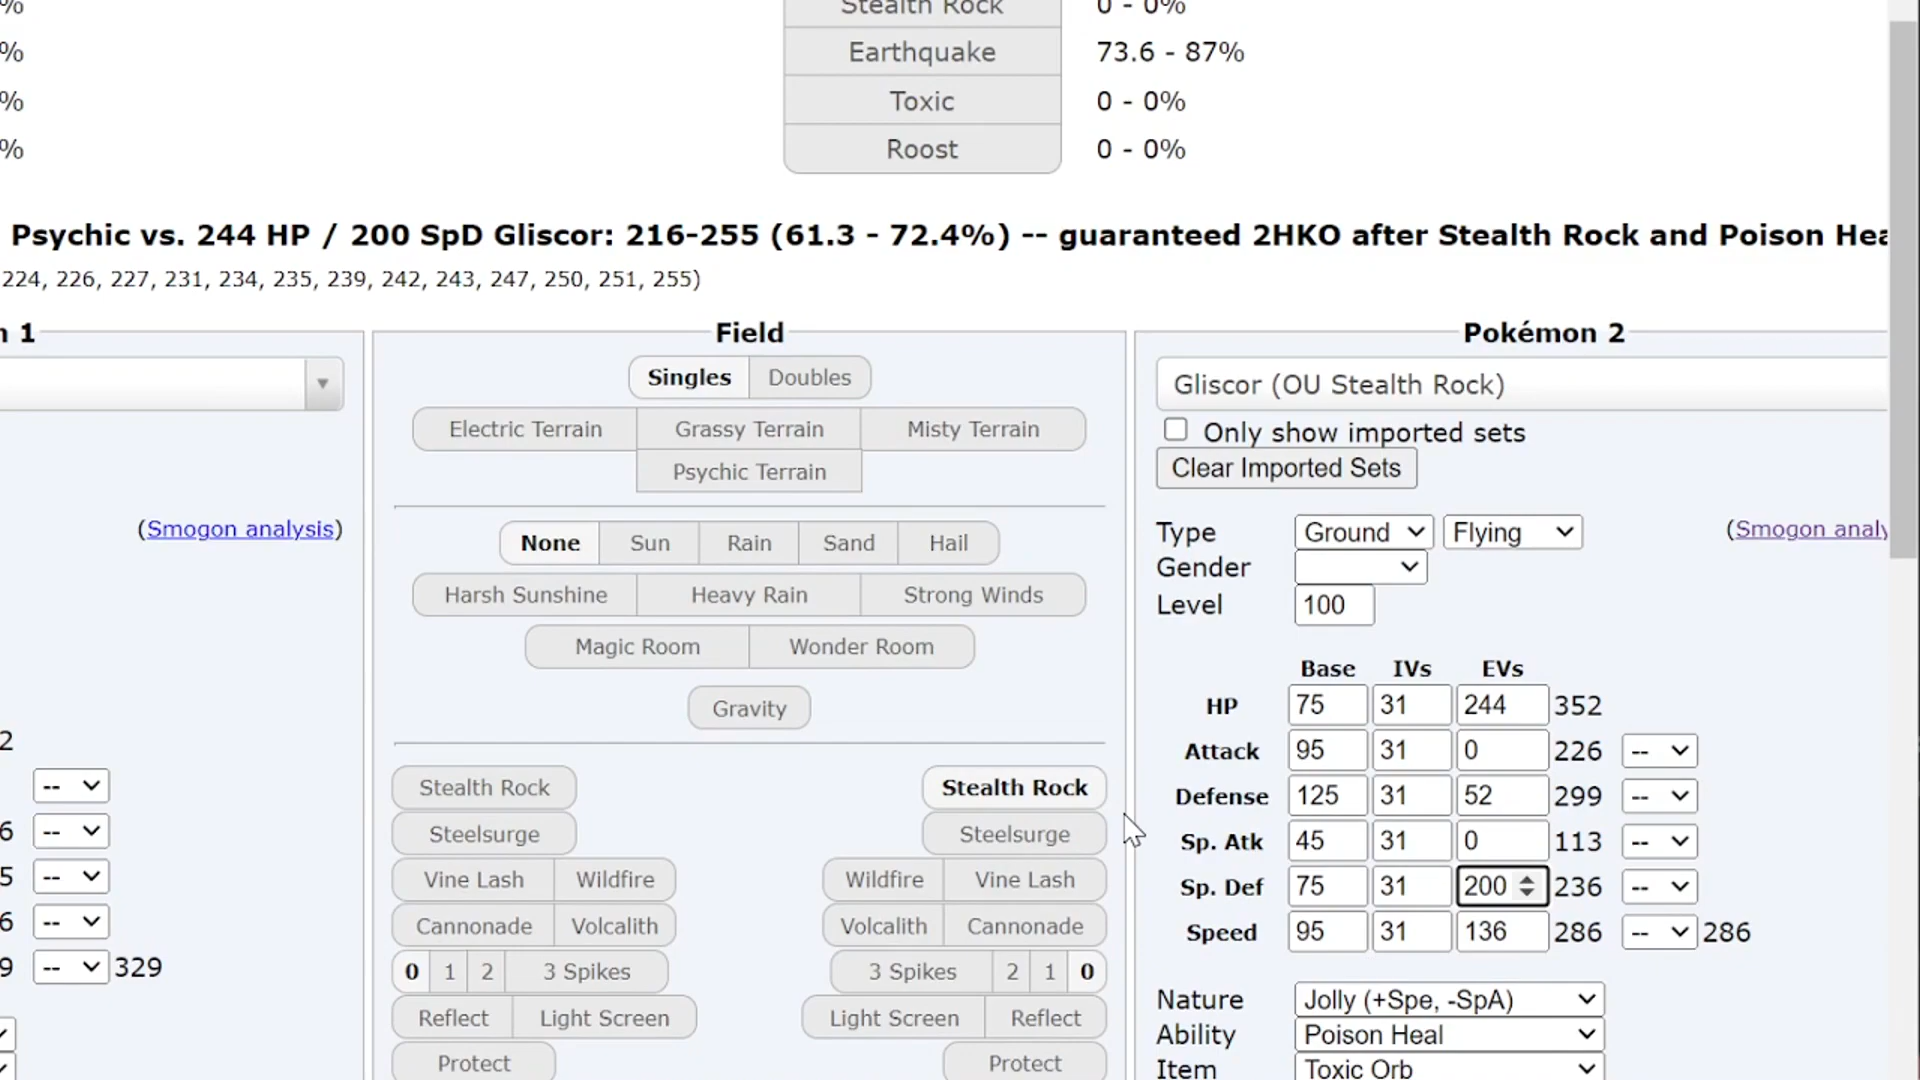 %
Stealth Rock 0 - 0%
% Earthquake 73.6 - 87%
% Toxic 0 - 0%
% Roost 0 - 0%
Psychic vs. 244 HP / 200 SpD Gliscor: 216-255 (61.3 - 72.4%) -- guaranteed 2HKO after Stealth Rock and Poison Hea
224, 226, 227, 231, 234, 235, 239, 242, 243, 247, 250, 251, 255)
n 1
(Smogon analysis)
2
--
6 --
5 --
6 --
9 -- 329
Field
Singles Doubles
Electric Terrain Grassy Terrain Misty Terrain
Psychic Terrain
None Sun Rain Sand Hail
Harsh Sunshine Heavy Rain Strong Winds
Magic Room Wonder Room
Gravity
Stealth Rock Stealth Rock
Steelsurge Steelsurge
Vine Lash Wildfire Wildfire Vine Lash
Cannonade Volcalith Volcalith Cannonade
0 1 2 3 Spikes 3 Spikes 2 1 0
Reflect Light Screen Light Screen Reflect
Protect Protect
Pokémon 2
Gliscor (OU Stealth Rock)
Only show imported sets
Clear Imported Sets
Type Ground Flying (Smogon analy
Gender
Level 100
Base IVs EVs
HP 75 31 244 352
Attack 95 31 0 226 --
Defense 125 31 52 299 --
Sp. Atk 45 31 0 113 --
Sp. Def 75 31 200 236 --
Speed 95 31 136 286 -- 286
Nature Jolly (+Spe, -SpA)
Ability Poison Heal
Item Toxic Orb